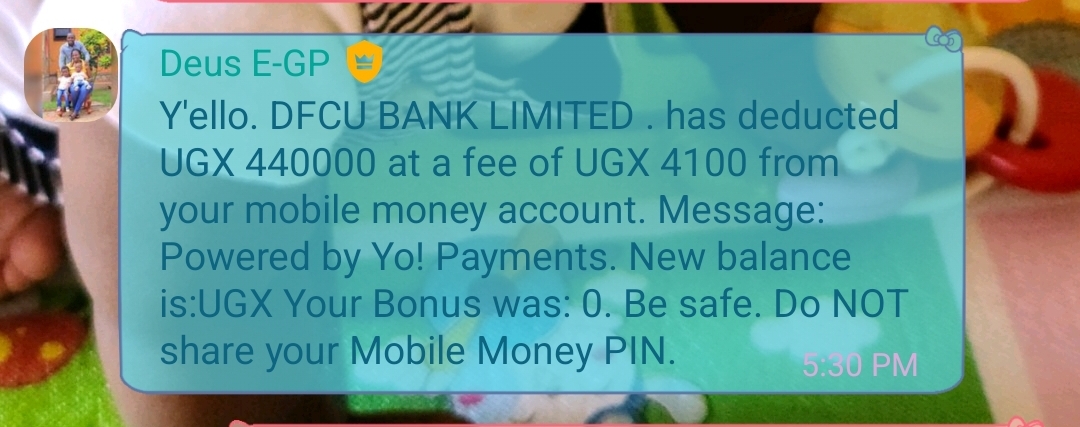 Deus E-GP
Y'ello. DFCU BANK LIMITED . has deducted
UGX 440000 at a fee of UGX 4100 from
your mobile money account. Message:
Powered by Yo! Payments. New balance
is:UGX Your Bonus was: 0. Be safe. Do NOT
share your Mobile Money PIN.
5:30 PM